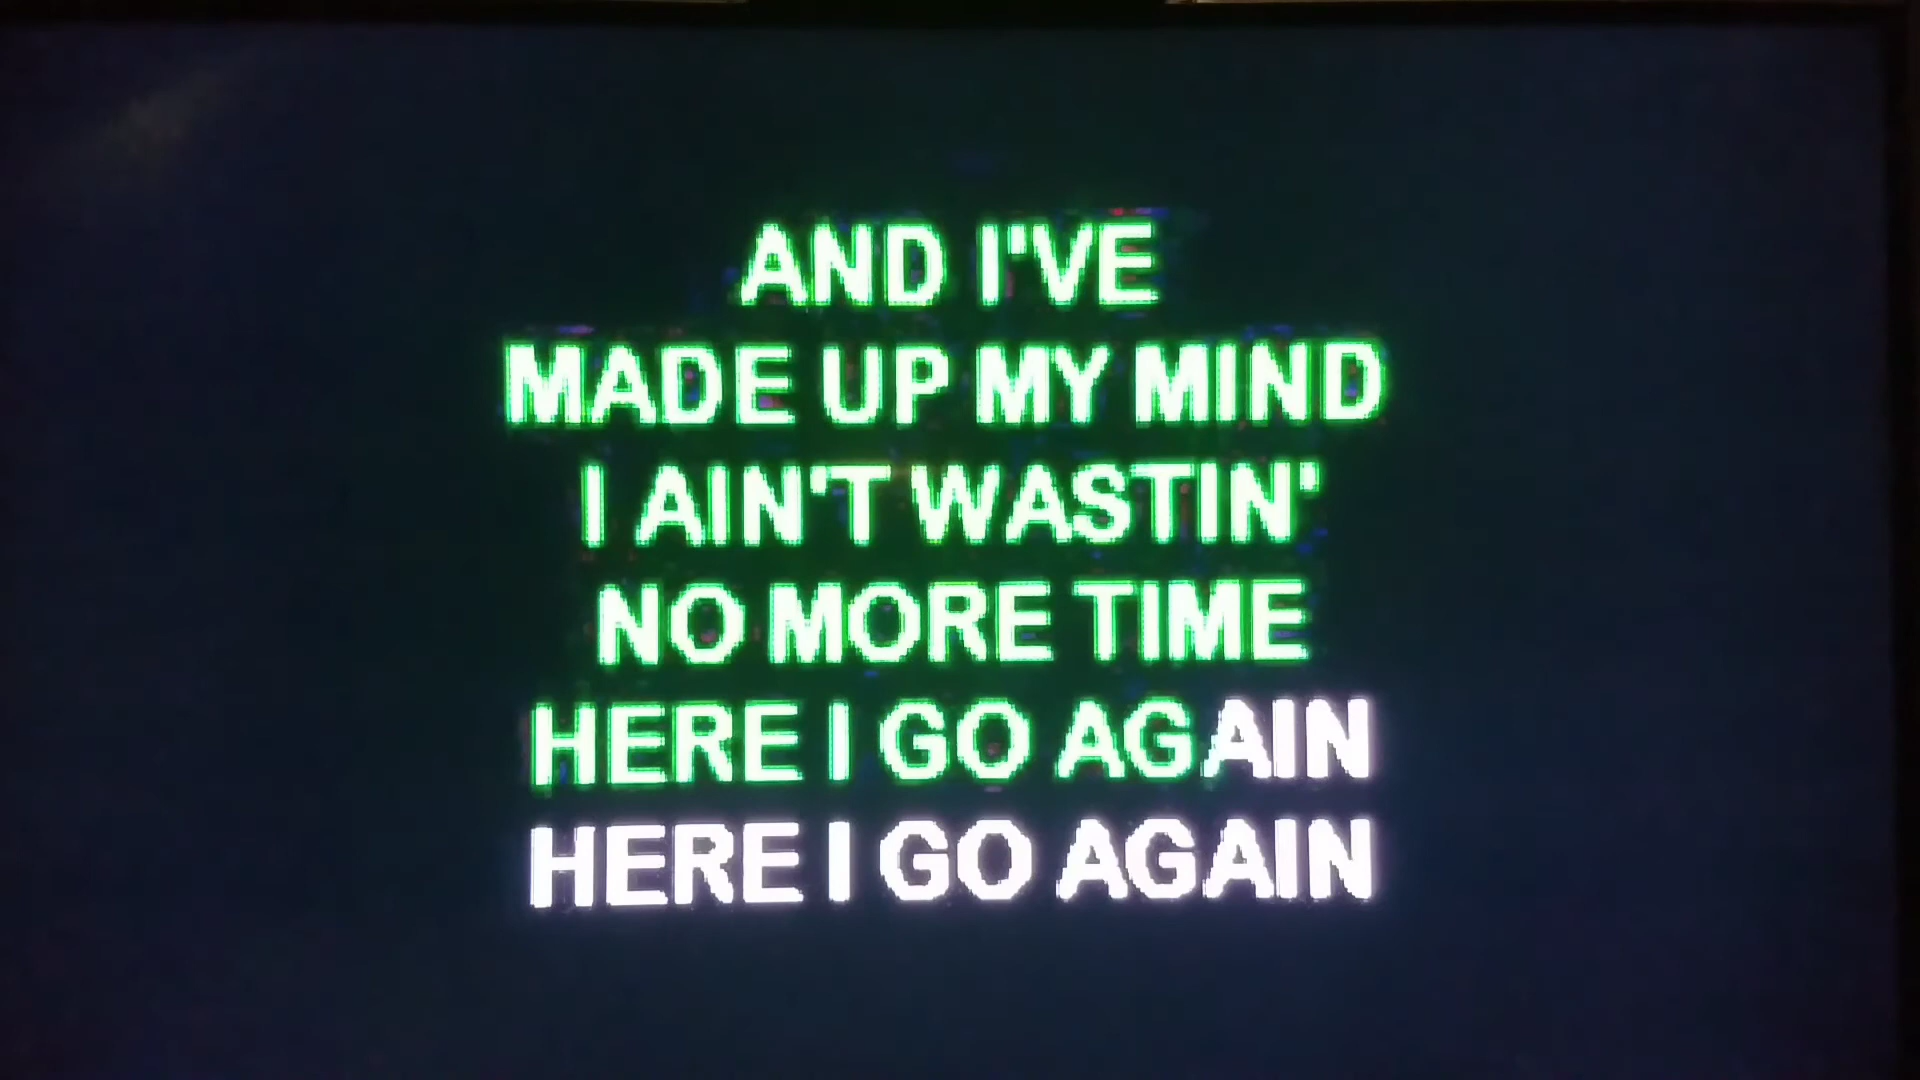 AND I'VE
MADE UP MY MIND
I AIN'T WASTIN'
NO MORE TIME
HERE I GO AGAIN
HERE I GO AGAIN